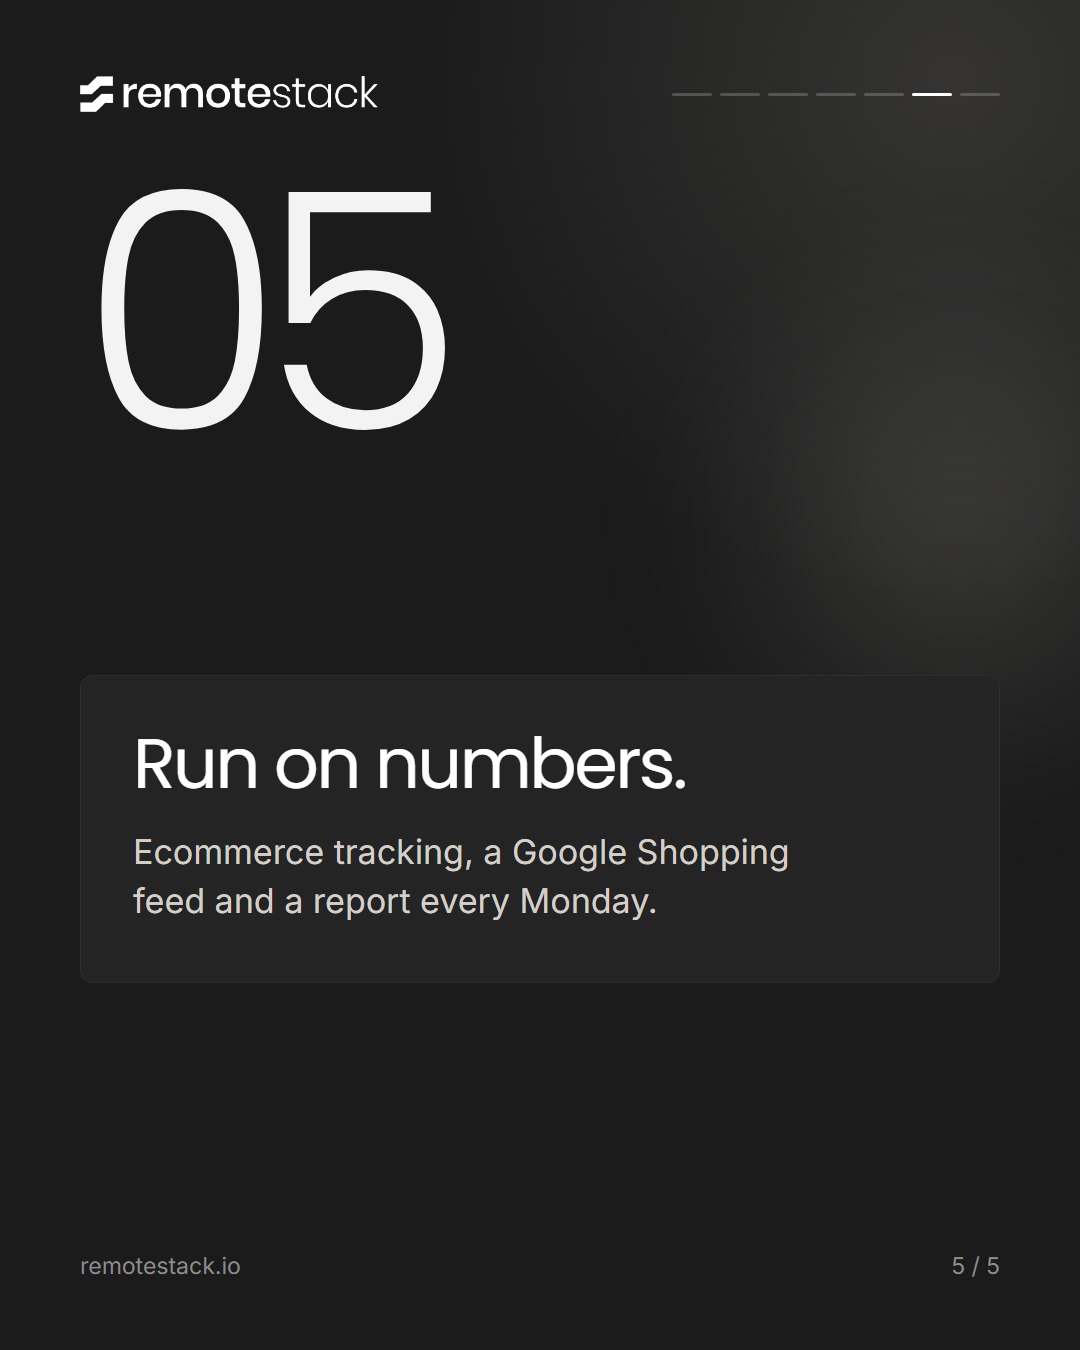 remotestack
05
Run on numbers.
Ecommerce tracking, a Google Shopping
feed and a report every Monday.
remotestack.io
5 / 5